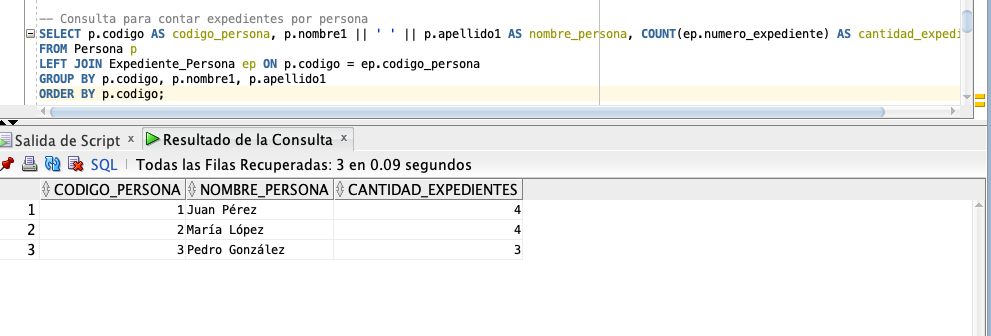 -- Consulta para contar expedientes por persona
SELECT p.codigo AS codigo_persona, p.nombre1 || ' ' || p.apellido1 AS nombre_persona, COUNT(ep.numero_expediente) AS cantidad_expedi
FROM Persona p
LEFT JOIN Expediente_Persona ep ON p.codigo = ep.codigo_persona
GROUP BY p.codigo, p.nombre1, p.apellido1
ORDER BY p.codigo;
Salida de Script x Resultado de la Consulta x
SQL | Todas las Filas Recuperadas: 3 en 0.09 segundos
CODIGO_PERSONA NOMBRE_PERSONA CANTIDAD_EXPEDIENTES
1 1 Juan Pérez 4
2 2 María López 4
3 3 Pedro González 3